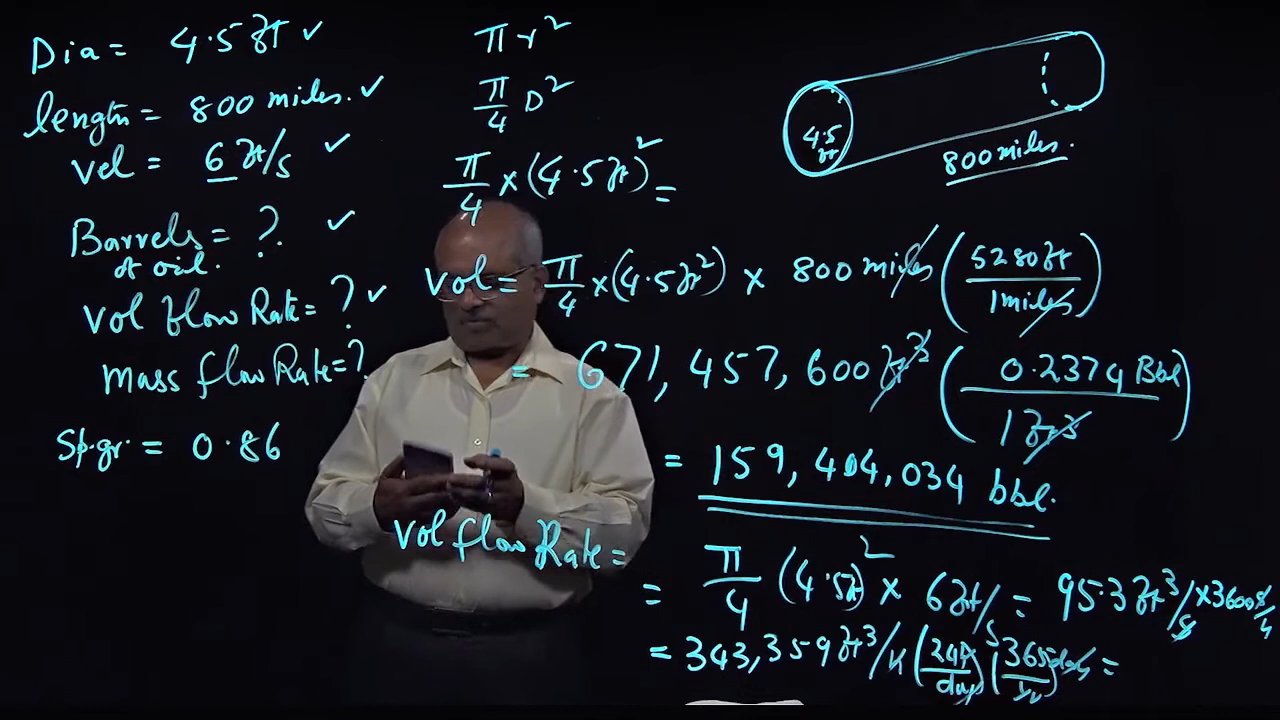 Dia = 4.5 ft ✓
length = 800 miles. ✓
vel = 6 ft/s ✓
Barrels = ? ✓
of oil.
Vol flow Rate = ? ✓
mass flow Rate = ?
Sp.gr. = 0.86
π r²
π/4 D²
π/4 × (4.5 ft)² =
4.5 ft
800 miles.
Vol = π/4 × (4.5 ft²) × 800 miles (5280 ft / 1 miles)
= 671,457,600 ft³ (0.2374 Bbl / 1 ft³)
= 159,404,034 bbl.
Vol flow Rate =
= π/4 (4.5 ft)² × 6 ft/s = 95.3 ft³/s × 3600 s/h
= 343,359 ft³/h (24 h/day) (365 days/yr) =